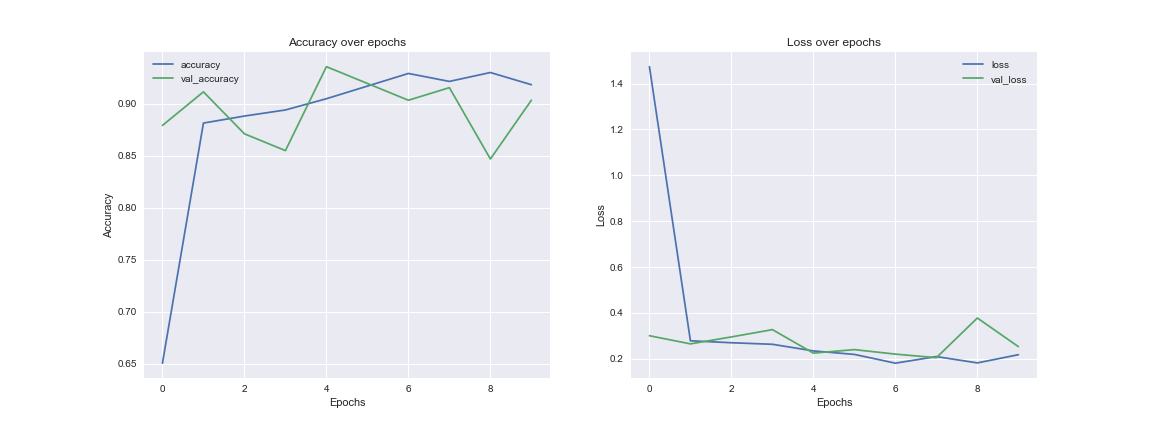 Accuracy over epochs
accuracy
val_accuracy
0.90
0.85
0.80
0.75
0.70
0.65
Accuracy
0 2 4 6 8
Epochs
Loss over epochs
loss
val_loss
1.4
1.2
1.0
0.8
0.6
0.4
0.2
Loss
0 2 4 6 8
Epochs